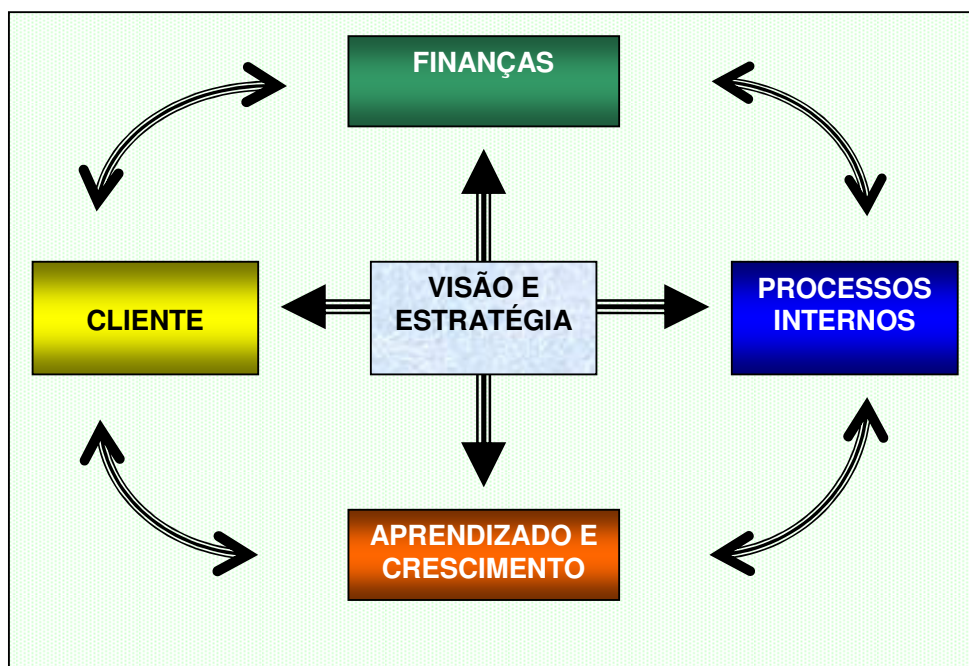 FINANÇAS
CLIENTE
VISÃO E
ESTRATÉGIA
PROCESSOS
INTERNOS
APRENDIZADO E
CRESCIMENTO